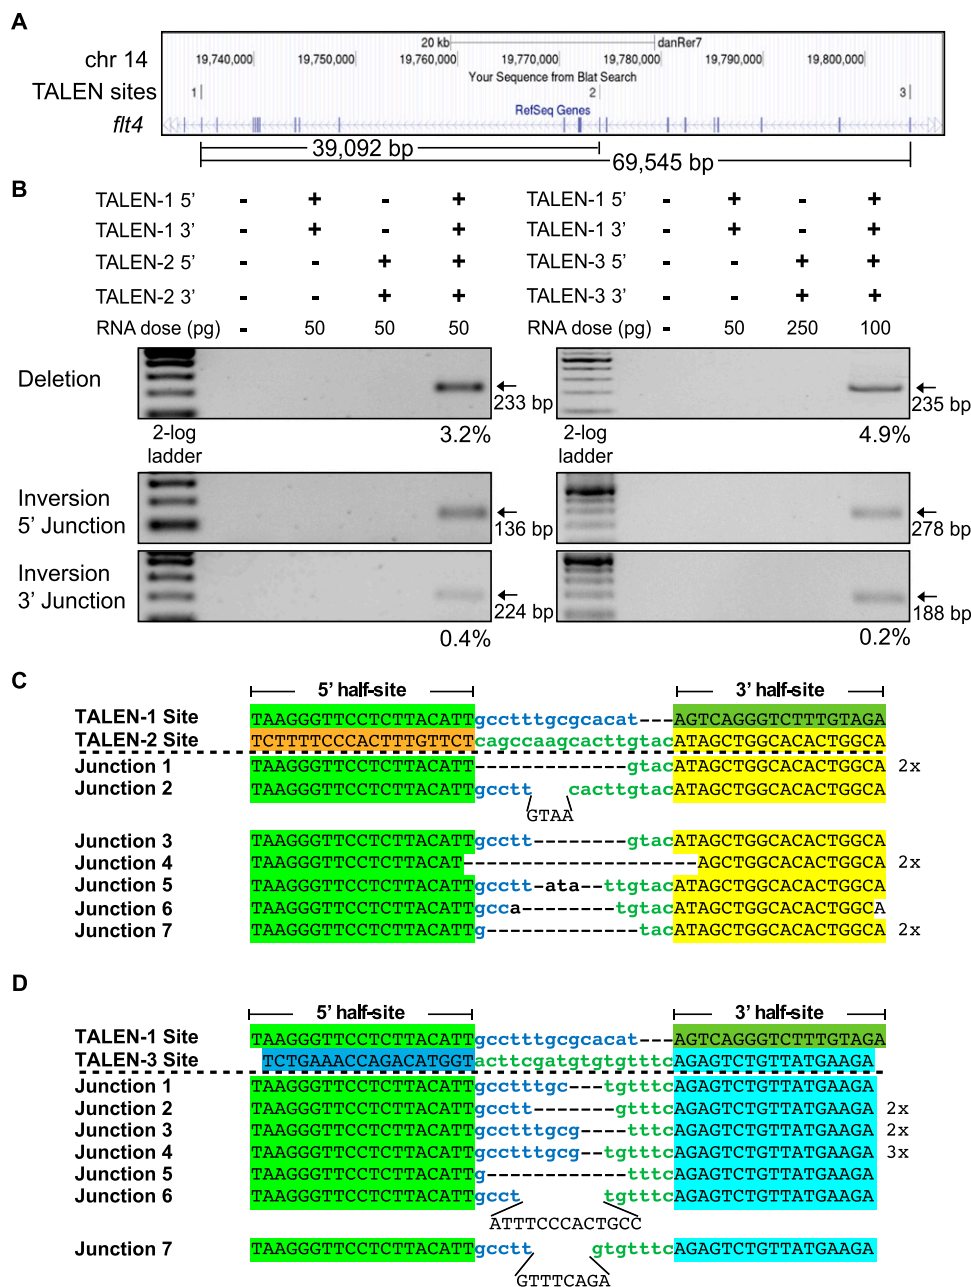 A
20 kb danRer7
chr 14 19,740,000 19,750,000 19,760,000 19,770,000 19,780,000 19,790,000 19,800,000
Your Sequence from Blat Search
TALEN sites 1 2 3
RefSeq Genes
flt4
39,092 bp
69,545 bp
B
TALEN-1 5' - + - + TALEN-1 5' - + - +
TALEN-1 3' - + - + TALEN-1 3' - + - +
TALEN-2 5' - - + + TALEN-3 5' - - + +
TALEN-2 3' - - + + TALEN-3 3' - - + +
RNA dose (pg) - 50 50 50 RNA dose (pg) - 50 250 100
Deletion 233 bp 235 bp
2-log ladder 3.2% 2-log ladder 4.9%
Inversion 5' Junction 136 bp 278 bp
Inversion 3' Junction 224 bp 188 bp
0.4% 0.2%
C
5' half-site 3' half-site
TALEN-1 Site TAAGGGTTCCTCTTACATTgcctttgcgcacat---AGTCAGGGTCTTTGTAGA
TALEN-2 Site TCTTTTCCCACTTTGTTCTcagccaagcacttgtacATAGCTGGCACACTGGCA
Junction 1 TAAGGGTTCCTCTTACATT-------------gtacATAGCTGGCACACTGGCA 2x
Junction 2 TAAGGGTTCCTCTTACATTgccttcacttgtacATAGCTGGCACACTGGCA
GTAA
Junction 3 TAAGGGTTCCTCTTACATTgccttt--------gtacATAGCTGGCACACTGGCA
Junction 4 TAAGGGTTCCTCTTACAT--------------------AGCTGGCACACTGGCA 2x
Junction 5 TAAGGGTTCCTCTTACATTgccttt-ata--ttgtacATAGCTGGCACACTGGCA
Junction 6 TAAGGGTTCCTCTTACATTgcca--------tgtacATAGCTGGCACACTGGCA
Junction 7 TAAGGGTTCCTCTTACATTg-------------tacATAGCTGGCACACTGGCA 2x
D
5' half-site 3' half-site
TALEN-1 Site TAAGGGTTCCTCTTACATTgcctttgcgcacat---AGTCAGGGTCTTTGTAGA
TALEN-3 Site TCTGAAACCAGACATGGTacttcgatgtgtgtttcAGAGTCTGTTATGAAGA
Junction 1 TAAGGGTTCCTCTTACATTgcctttgc---tgtttcAGAGTCTGTTATGAAGA
Junction 2 TAAGGGTTCCTCTTACATTgccttt-------gtttcAGAGTCTGTTATGAAGA 2x
Junction 3 TAAGGGTTCCTCTTACATTgcctttgcg----tttcAGAGTCTGTTATGAAGA 2x
Junction 4 TAAGGGTTCCTCTTACATTgcctttgcg--tgtttcAGAGTCTGTTATGAAGA 3x
Junction 5 TAAGGGTTCCTCTTACATTg------------tttcAGAGTCTGTTATGAAGA
Junction 6 TAAGGGTTCCTCTTACATTgccttgtttcAGAGTCTGTTATGAAGA
ATTTCCCACTGCC
Junction 7 TAAGGGTTCCTCTTACATTgccttgtgtttcAGAGTCTGTTATGAAGA
GTTTCAGA